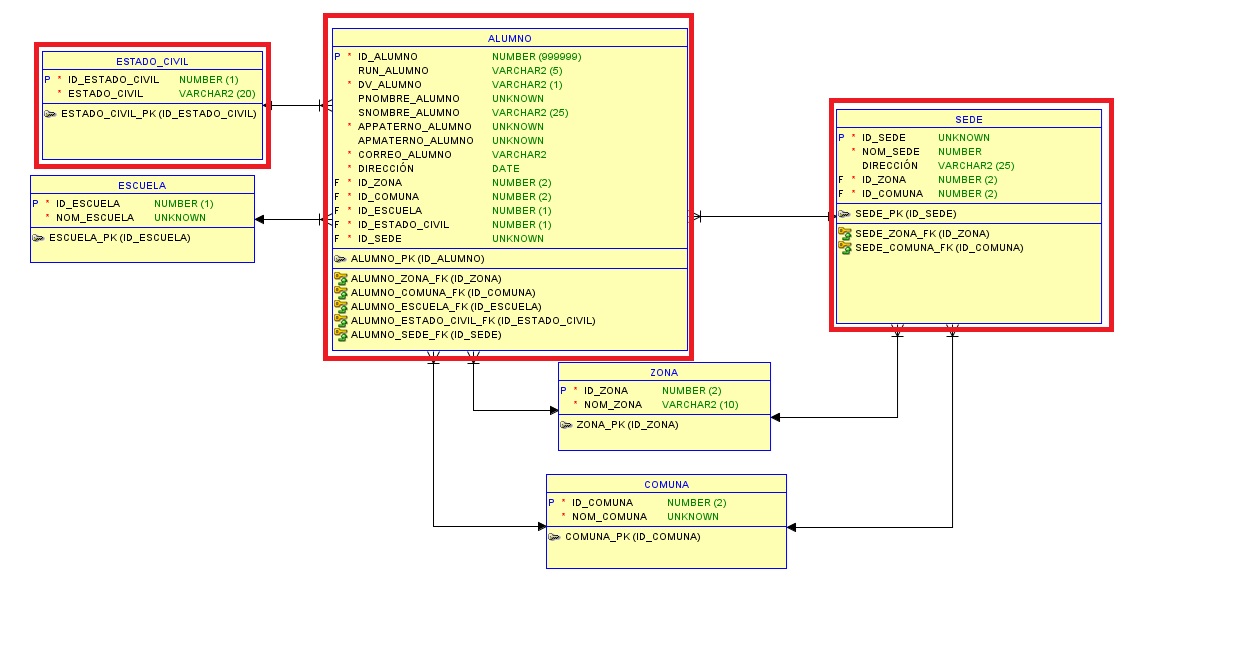 ESTADO_CIVIL
P * ID_ESTADO_CIVIL NUMBER (1)
* ESTADO_CIVIL VARCHAR2 (20)
ESTADO_CIVIL_PK (ID_ESTADO_CIVIL)
ESCUELA
P * ID_ESCUELA NUMBER (1)
* NOM_ESCUELA UNKNOWN
ESCUELA_PK (ID_ESCUELA)
ALUMNO
P * ID_ALUMNO NUMBER (999999)
RUN_ALUMNO VARCHAR2 (5)
* DV_ALUMNO VARCHAR2 (1)
PNOMBRE_ALUMNO UNKNOWN
SNOMBRE_ALUMNO VARCHAR2 (25)
* APPATERNO_ALUMNO UNKNOWN
APMATERNO_ALUMNO UNKNOWN
* CORREO_ALUMNO VARCHAR2
* DIRECCIÓN DATE
F * ID_ZONA NUMBER (2)
F * ID_COMUNA NUMBER (2)
F * ID_ESCUELA NUMBER (1)
F * ID_ESTADO_CIVIL NUMBER (1)
F * ID_SEDE UNKNOWN
ALUMNO_PK (ID_ALUMNO)
ALUMNO_ZONA_FK (ID_ZONA)
ALUMNO_COMUNA_FK (ID_COMUNA)
ALUMNO_ESCUELA_FK (ID_ESCUELA)
ALUMNO_ESTADO_CIVIL_FK (ID_ESTADO_CIVIL)
ALUMNO_SEDE_FK (ID_SEDE)
SEDE
P * ID_SEDE UNKNOWN
* NOM_SEDE NUMBER
DIRECCIÓN VARCHAR2 (25)
F * ID_ZONA NUMBER (2)
F * ID_COMUNA NUMBER (2)
SEDE_PK (ID_SEDE)
SEDE_ZONA_FK (ID_ZONA)
SEDE_COMUNA_FK (ID_COMUNA)
ZONA
P * ID_ZONA NUMBER (2)
* NOM_ZONA VARCHAR2 (10)
ZONA_PK (ID_ZONA)
COMUNA
P * ID_COMUNA NUMBER (2)
* NOM_COMUNA UNKNOWN
COMUNA_PK (ID_COMUNA)